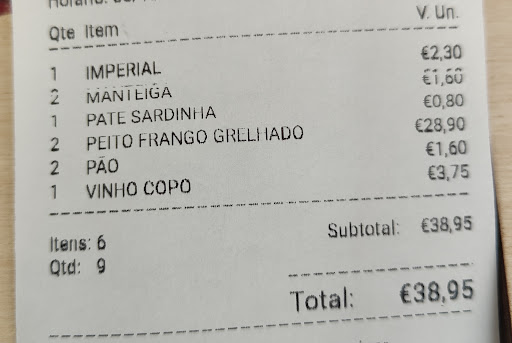 Qte Item V. Un.
1 IMPERIAL €2,30
2 MANTEIGA €1,60
1 PATE SARDINHA €0,80
2 PEITO FRANGO GRELHADO €28,90
2 PÃO €1,60
1 VINHO COPO €3,75
Itens: 6 Subtotal: €38,95
Qtd: 9
Total: €38,95